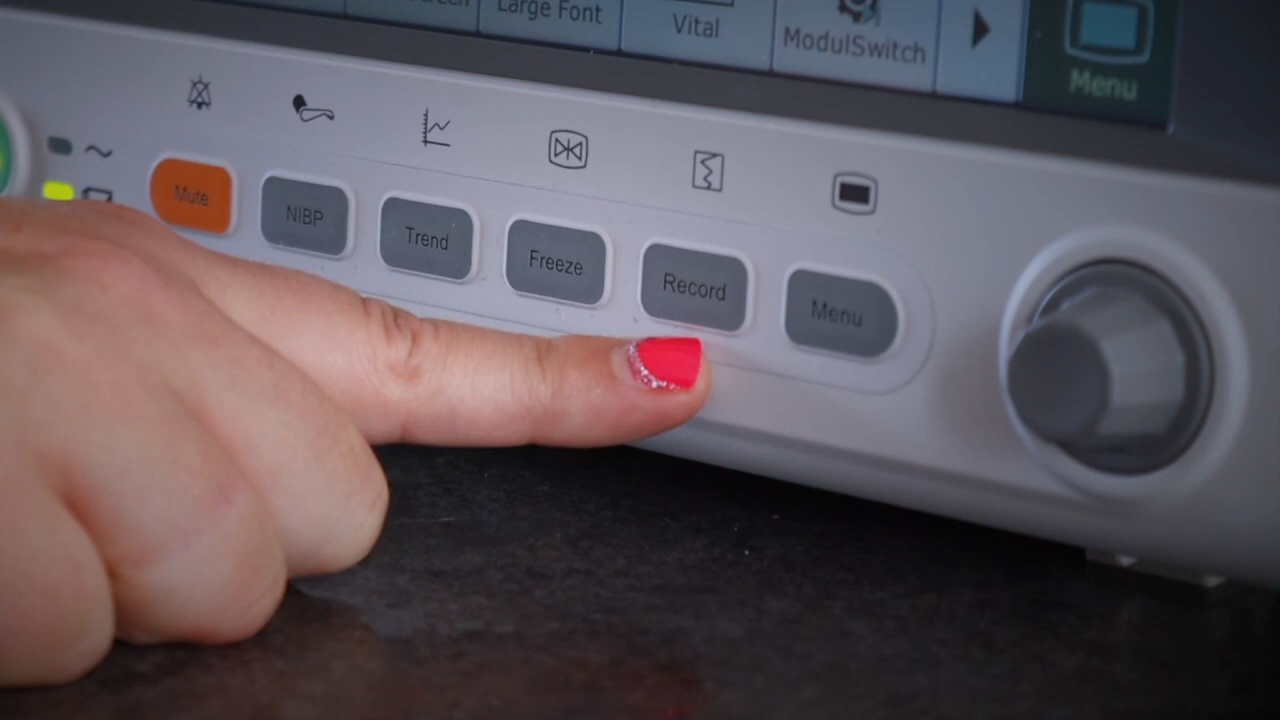 Large Font
Vital
ModulSwitch
Menu
Mute
NIBP
Trend
Freeze
Record
Menu